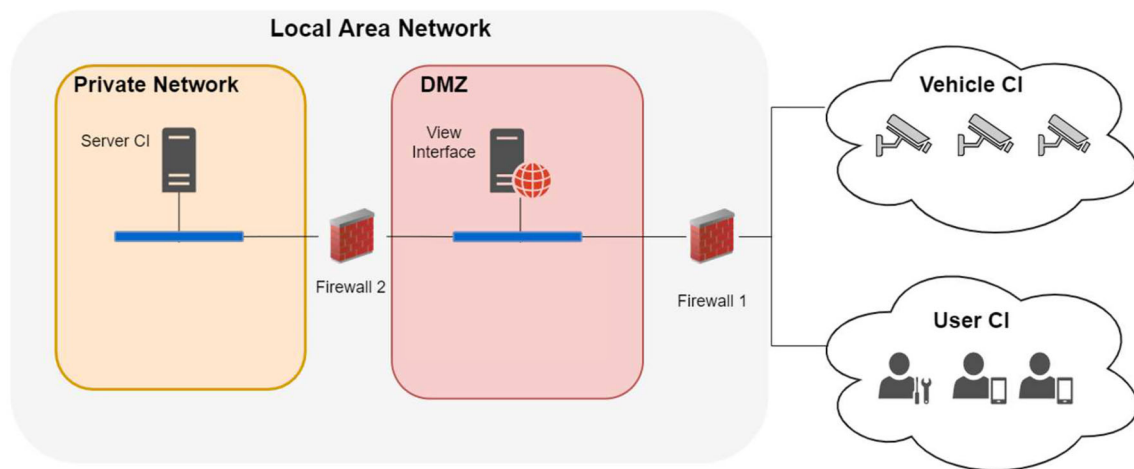 Local Area Network
Private Network
Server CI
Firewall 2
DMZ
View
Interface
Firewall 1
Vehicle CI
User CI